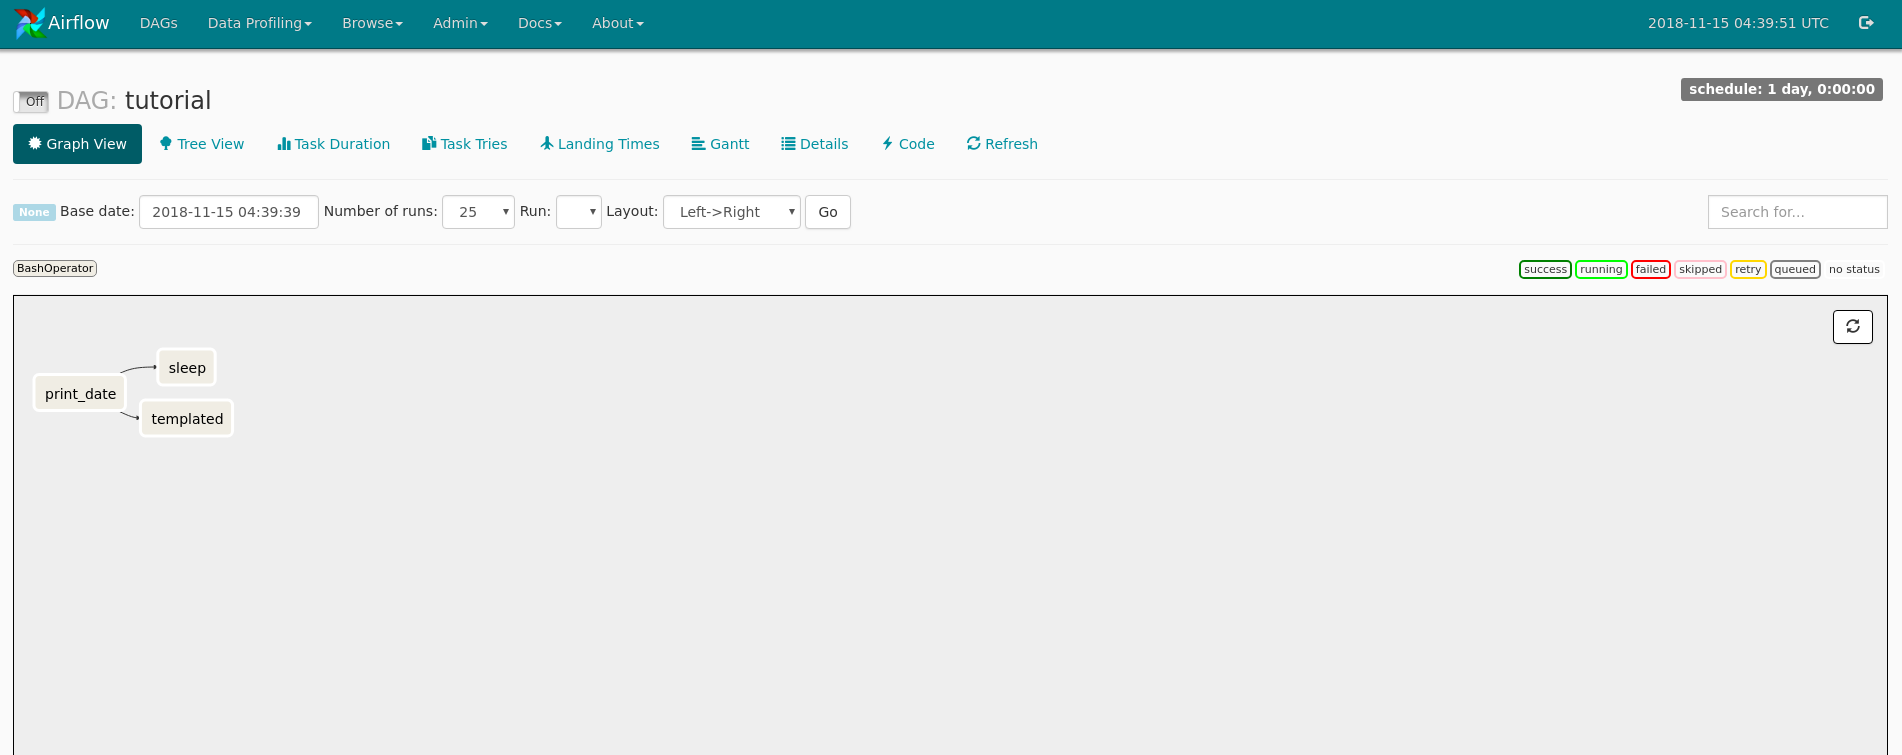 Airflow DAGs Data Profiling Browse Admin Docs About 2018-11-15 04:39:51 UTC
Off DAG: tutorial schedule: 1 day, 0:00:00
Graph View Tree View Task Duration Task Tries Landing Times Gantt Details Code Refresh
None Base date: 2018-11-15 04:39:39 Number of runs: 25 Run: Layout: Left->Right Go Search for...
BashOperator success running failed skipped retry queued no status
sleep
print_date
templated